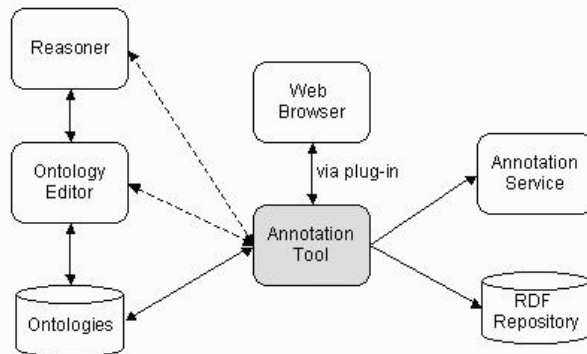 Reasoner
Web
Browser
via plug-in
Ontology
Editor
Annotation
Service
Annotation
Tool
Ontologies
RDF
Repository